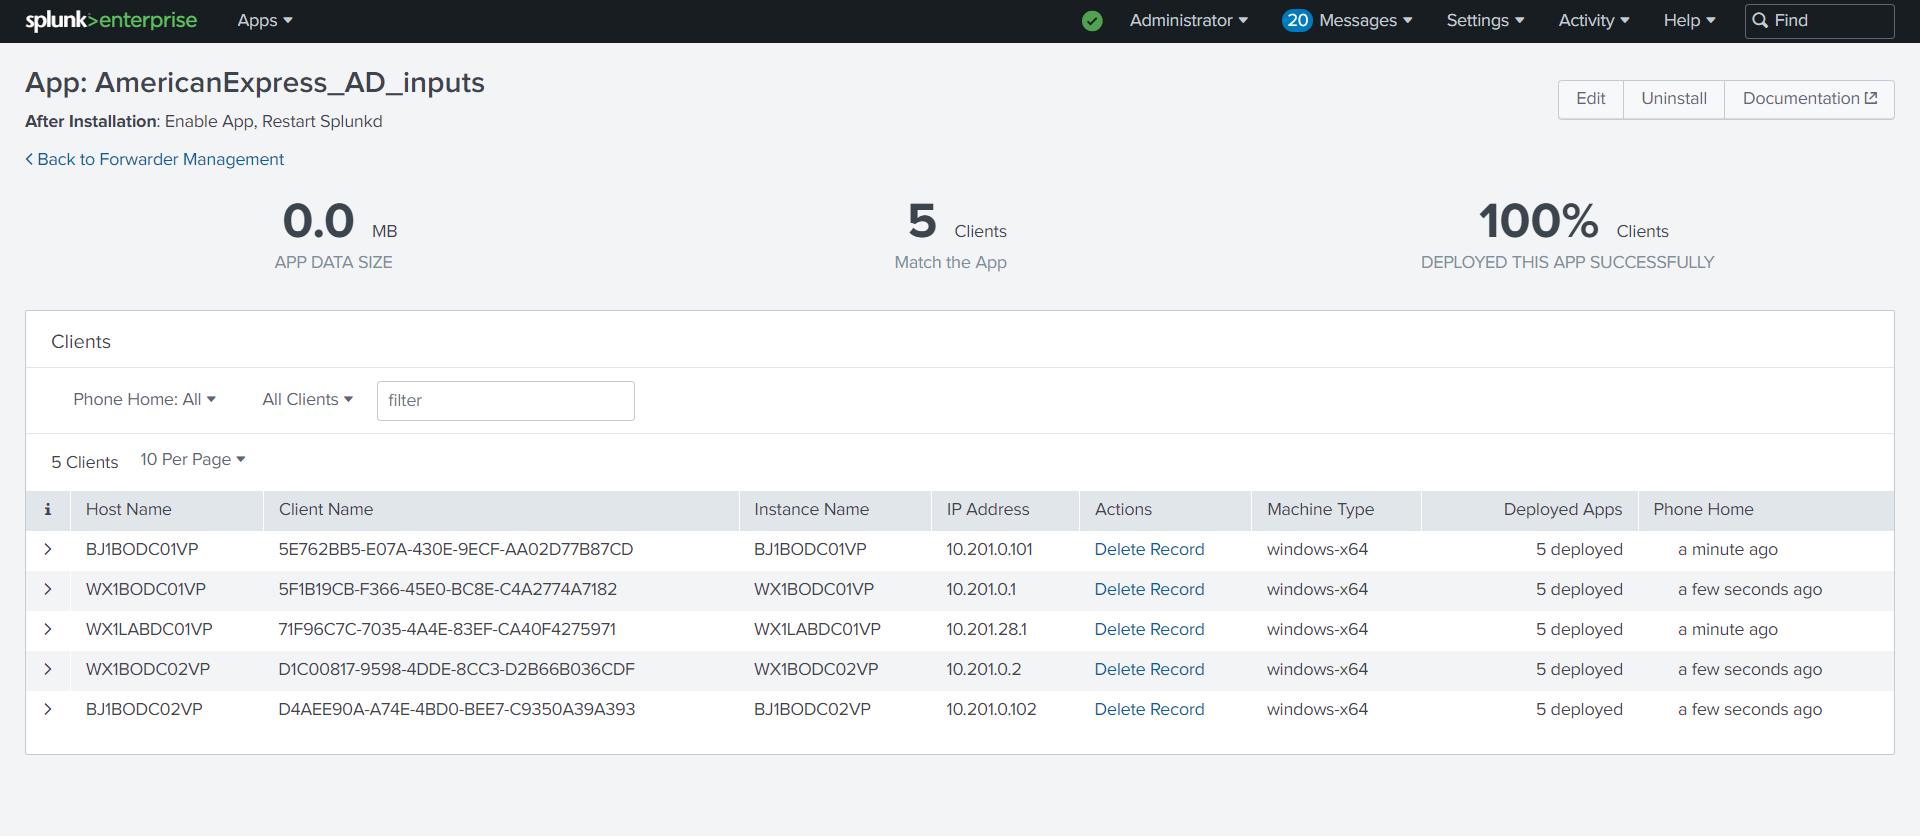 splunk>enterprise Apps Administrator 20 Messages Settings Activity Help Find
App: AmericanExpress_AD_inputs
Edit Uninstall Documentation
After Installation: Enable App, Restart Splunkd
Back to Forwarder Management
0.0 MB 5 Clients 100% Clients
APP DATA SIZE Match the App DEPLOYED THIS APP SUCCESSFULLY
Clients
Phone Home: All All Clients filter
5 Clients 10 Per Page
i Host Name Client Name Instance Name IP Address Actions Machine Type Deployed Apps Phone Home
BJ1BODC01VP 5E762BB5-E07A-430E-9ECF-AA02D77B87CD BJ1BODC01VP 10.201.0.101 Delete Record windows-x64 5 deployed a minute ago
WX1BODC01VP 5F1B19CB-F366-45E0-BC8E-C4A2774A7182 WX1BODC01VP 10.201.0.1 Delete Record windows-x64 5 deployed a few seconds ago
WX1LABDC01VP 71F96C7C-7035-4A4E-83EF-CA40F4275971 WX1LABDC01VP 10.201.28.1 Delete Record windows-x64 5 deployed a minute ago
WX1BODC02VP D1C00817-9598-4DDE-8CC3-D2B66B036CDF WX1BODC02VP 10.201.0.2 Delete Record windows-x64 5 deployed a few seconds ago
BJ1BODC02VP D4AEE90A-A74E-4BD0-BEE7-C9350A39A393 BJ1BODC02VP 10.201.0.102 Delete Record windows-x64 5 deployed a few seconds ago